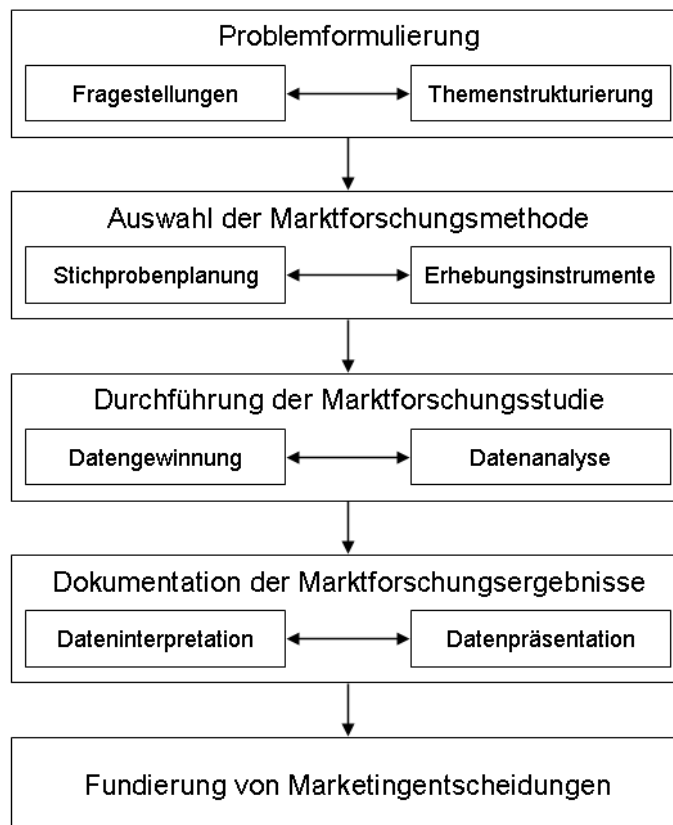 Problemformulierung
Fragestellungen
Themenstrukturierung
Auswahl der Marktforschungsmethode
Stichprobenplanung
Erhebungsinstrumente
Durchführung der Marktforschungsstudie
Datengewinnung
Datenanalyse
Dokumentation der Marktforschungsergebnisse
Dateninterpretation
Datenpräsentation
Fundierung von Marketingentscheidungen